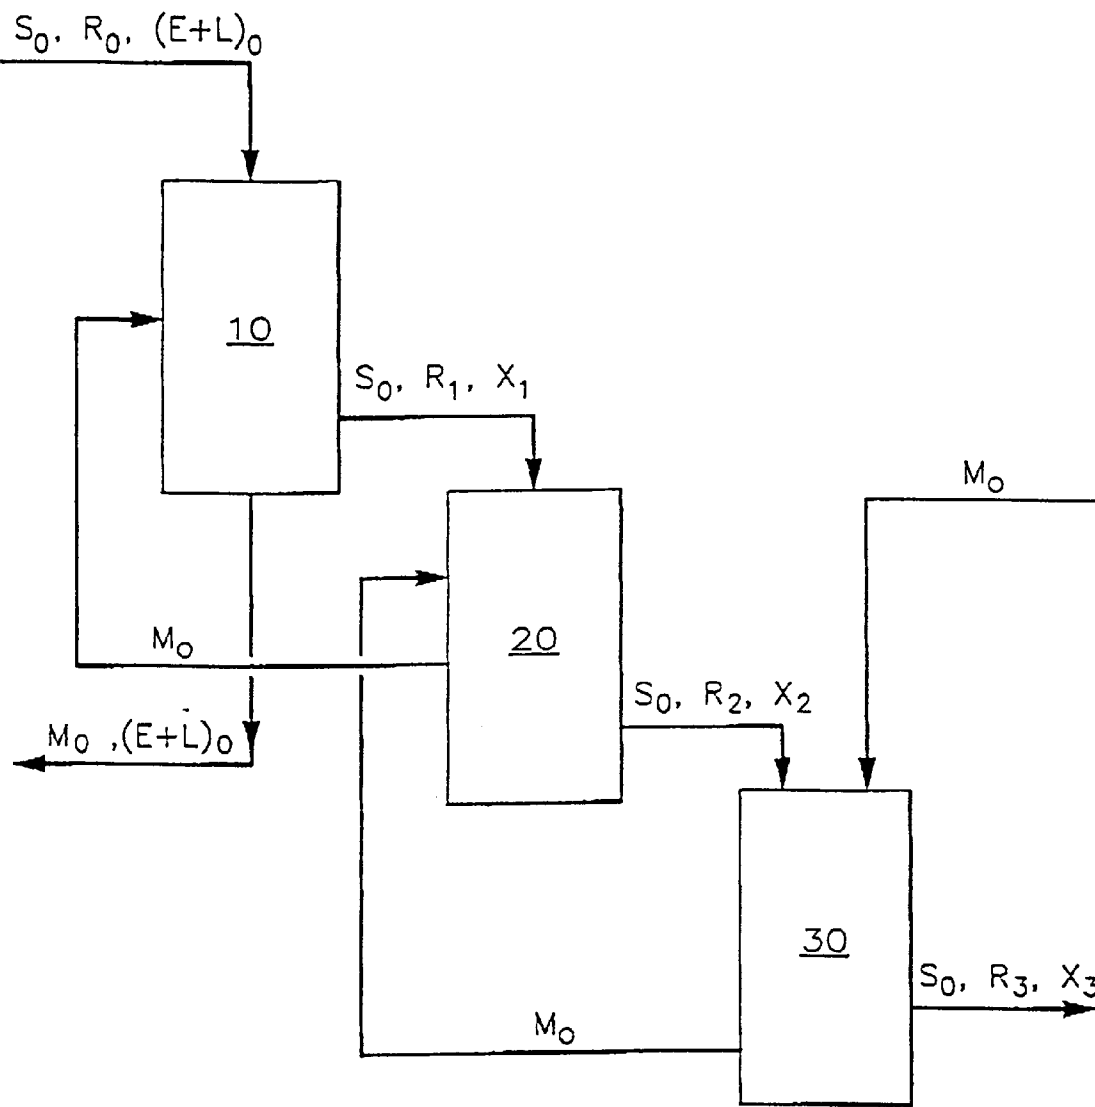 S₀, R₀, (E+L)₀
10
S₀, R₁, X₁
M₀
20
M₀
S₀, R₂, X₂
M₀ ,(E+L)₀
30
S₀, R₃, X₃
M₀